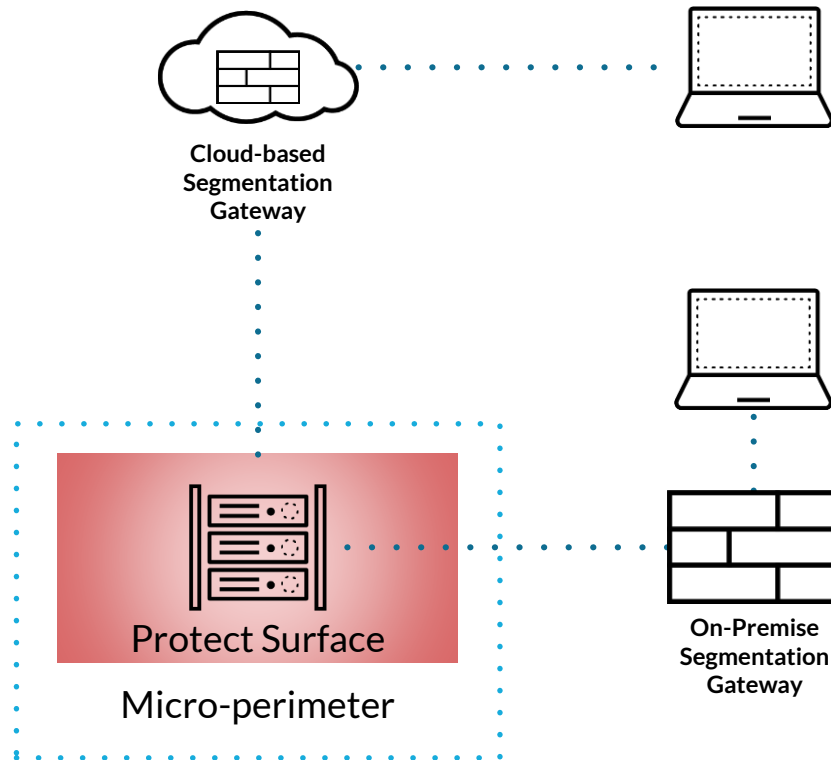 Cloud-based
Segmentation
Gateway
Protect Surface
Micro-perimeter
On-Premise
Segmentation
Gateway